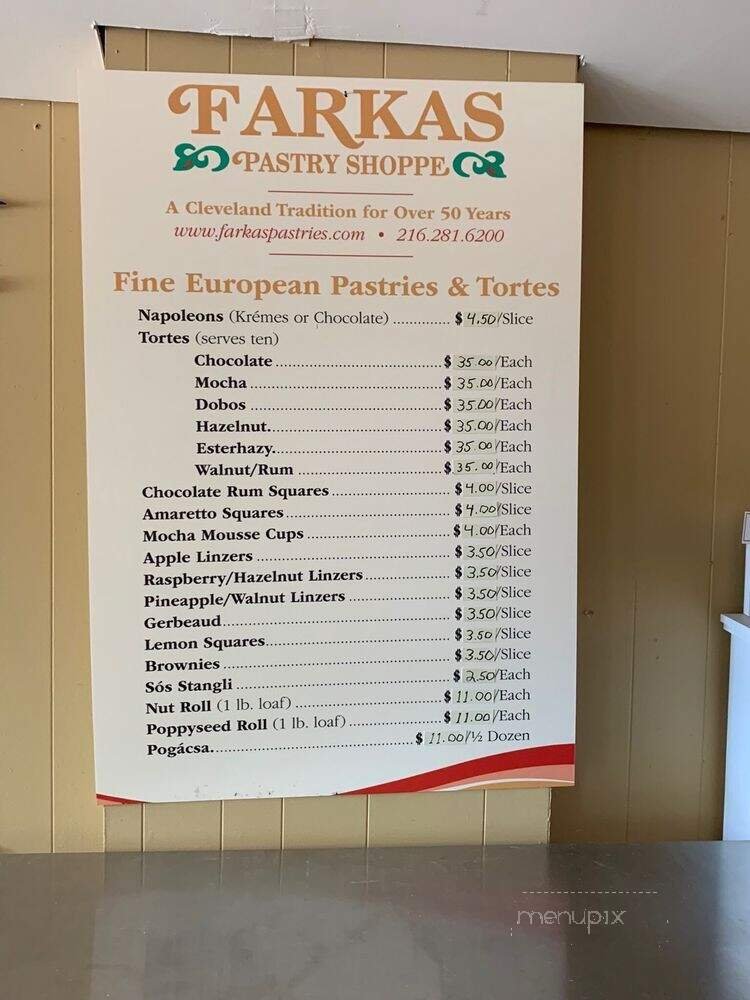 FARKAS
PASTRY SHOPPE
A Cleveland Tradition for Over 50 Years
www.farkaspastries.com • 216.281.6200
Fine European Pastries & Tortes
Napoleons (Krémes or Chocolate) ............. $ 4.50/Slice
Tortes (serves ten)
Chocolate .......................................... $ 35.00/Each
Mocha ................................................ $ 35.00/Each
Dobos ................................................ $ 35.00/Each
Hazelnut............................................ $ 35.00/Each
Esterhazy........................................... $ 35.00/Each
Walnut/Rum .................................... $ 35.00/Each
Chocolate Rum Squares .............................. $ 4.00/Slice
Amaretto Squares ......................................... $ 4.00/Slice
Mocha Mousse Cups .................................... $ 4.00/Each
Apple Linzers ................................................ $ 3.50/Slice
Raspberry/Hazelnut Linzers ..................... $ 3.50/Slice
Pineapple/Walnut Linzers ......................... $ 3.50/Slice
Gerbeaud......................................................... $ 3.50/Slice
Lemon Squares.............................................. $ 3.50/Slice
Brownies ........................................................ $ 3.50/Slice
Sós Stangli ..................................................... $ 2.50/Each
Nut Roll (1 lb. loaf) ..................................... $ 11.00/Each
Poppyseed Roll (1 lb. loaf) ....................... $ 11.00/Each
Pogácsa.................................................. $ 11.00/½ Dozen
menupix